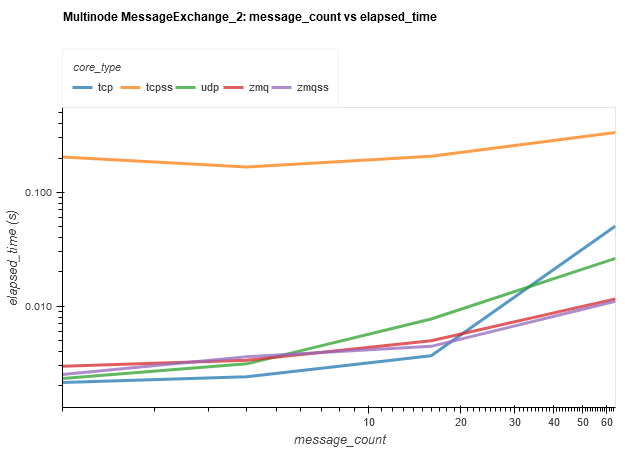 Multinode MessageExchange_2: message_count vs elapsed_time
core_type
tcp tcpss udp zmq zmqss
0.100
0.010
elapsed_time (s)
10 20 30 40 50 60
message_count